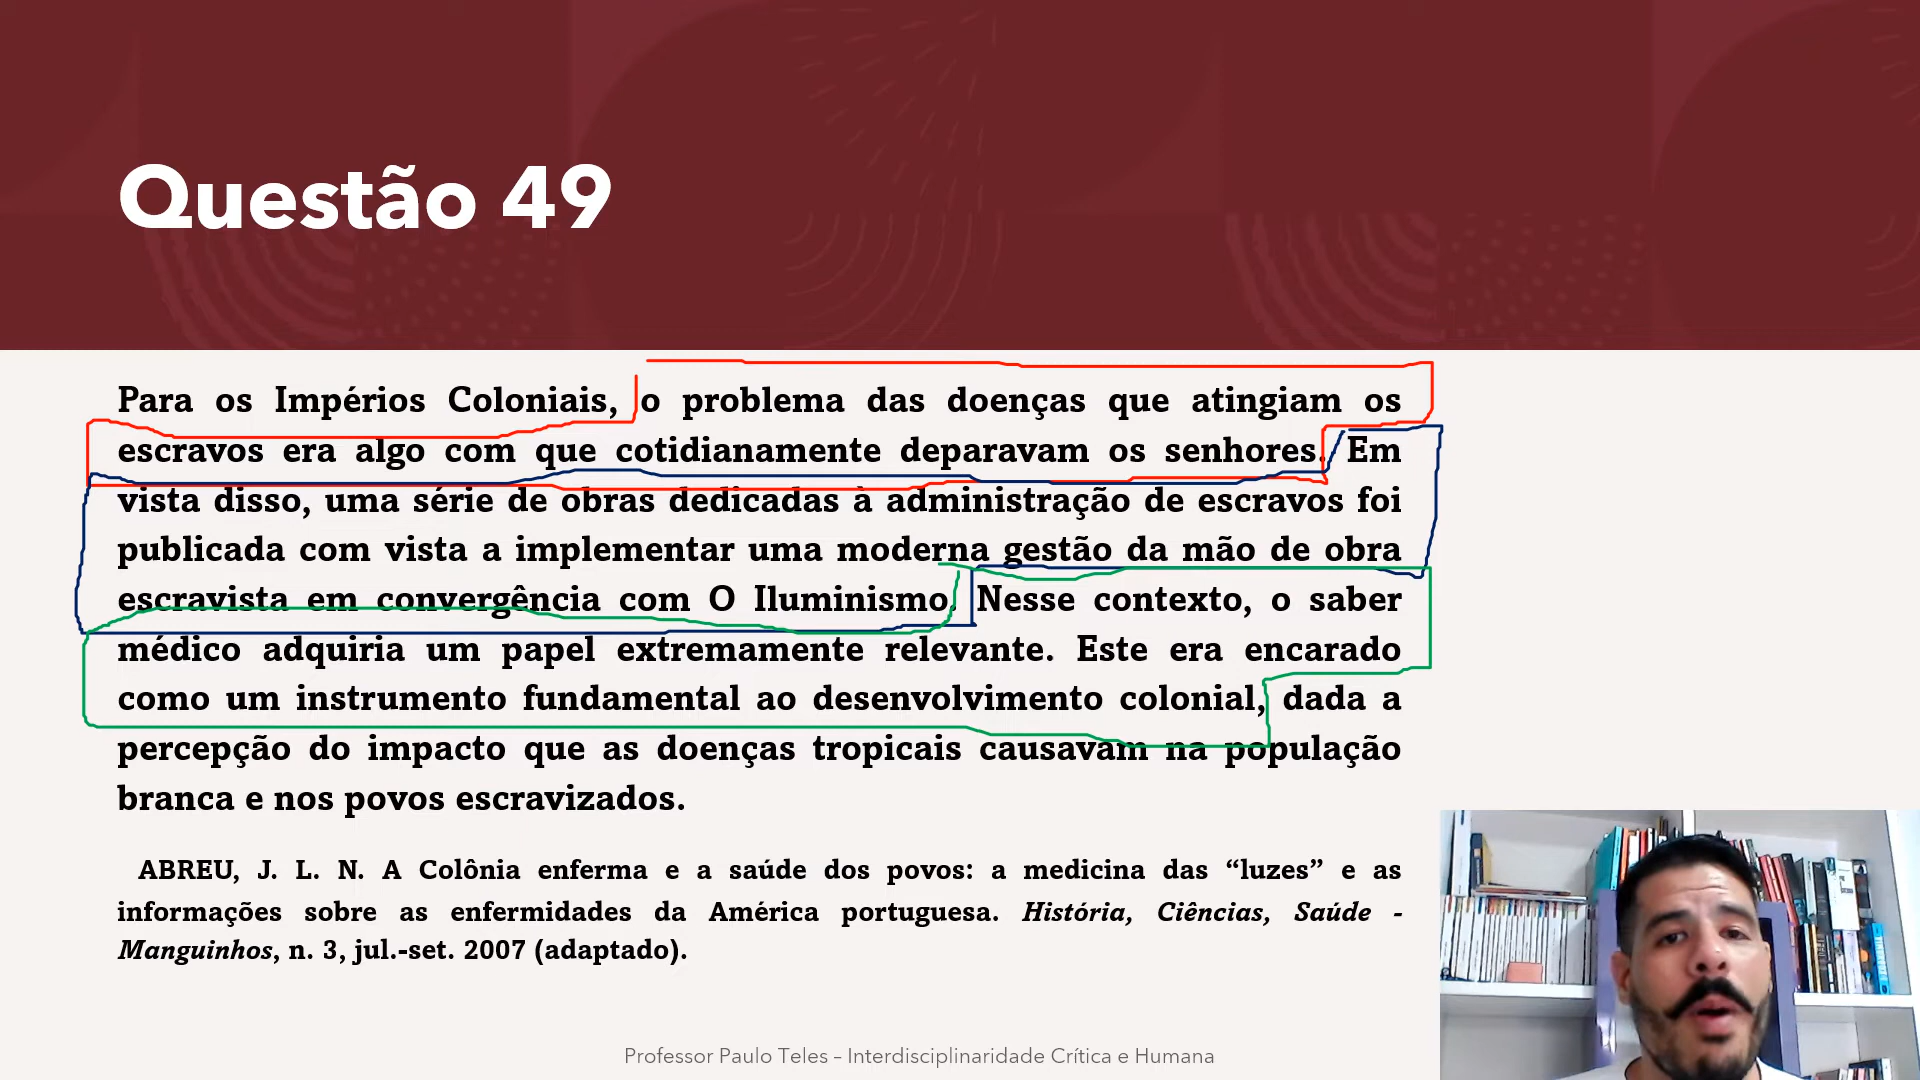 Questão 49
Para os Impérios Coloniais, o problema das doenças que atingiam os
escravos era algo com que cotidianamente deparavam os senhores. Em
vista disso, uma série de obras dedicadas à administração de escravos foi
publicada com vista a implementar uma moderna gestão da mão de obra
escravista em convergência com O Iluminismo. Nesse contexto, o saber
médico adquiria um papel extremamente relevante. Este era encarado
como um instrumento fundamental ao desenvolvimento colonial, dada a
percepção do impacto que as doenças tropicais causavam na população
branca e nos povos escravizados.
ABREU, J. L. N. A Colônia enferma e a saúde dos povos: a medicina das “luzes” e as
informações sobre as enfermidades da América portuguesa. História, Ciências, Saúde -
Manguinhos, n. 3, jul.-set. 2007 (adaptado).
Professor Paulo Teles – Interdisciplinaridade Crítica e Humana